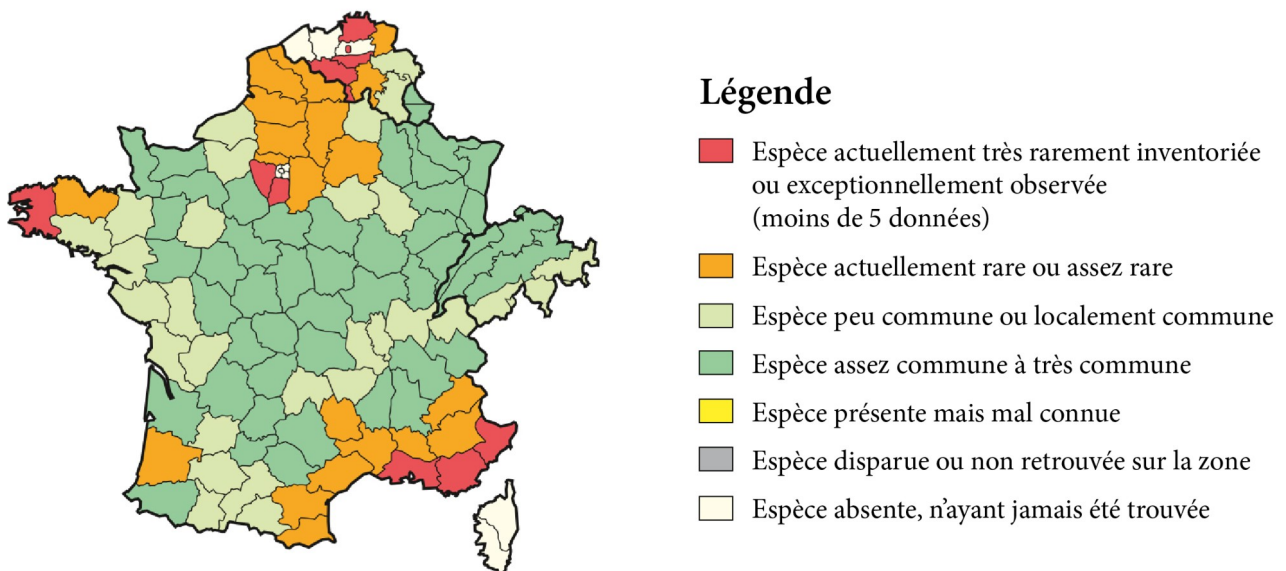 Légende
Espèce actuellement très rarement inventoriée
ou exceptionnellement observée
(moins de 5 données)
Espèce actuellement rare ou assez rare
Espèce peu commune ou localement commune
Espèce assez commune à très commune
Espèce présente mais mal connue
Espèce disparue ou non retrouvée sur la zone
Espèce absente, n'ayant jamais été trouvée